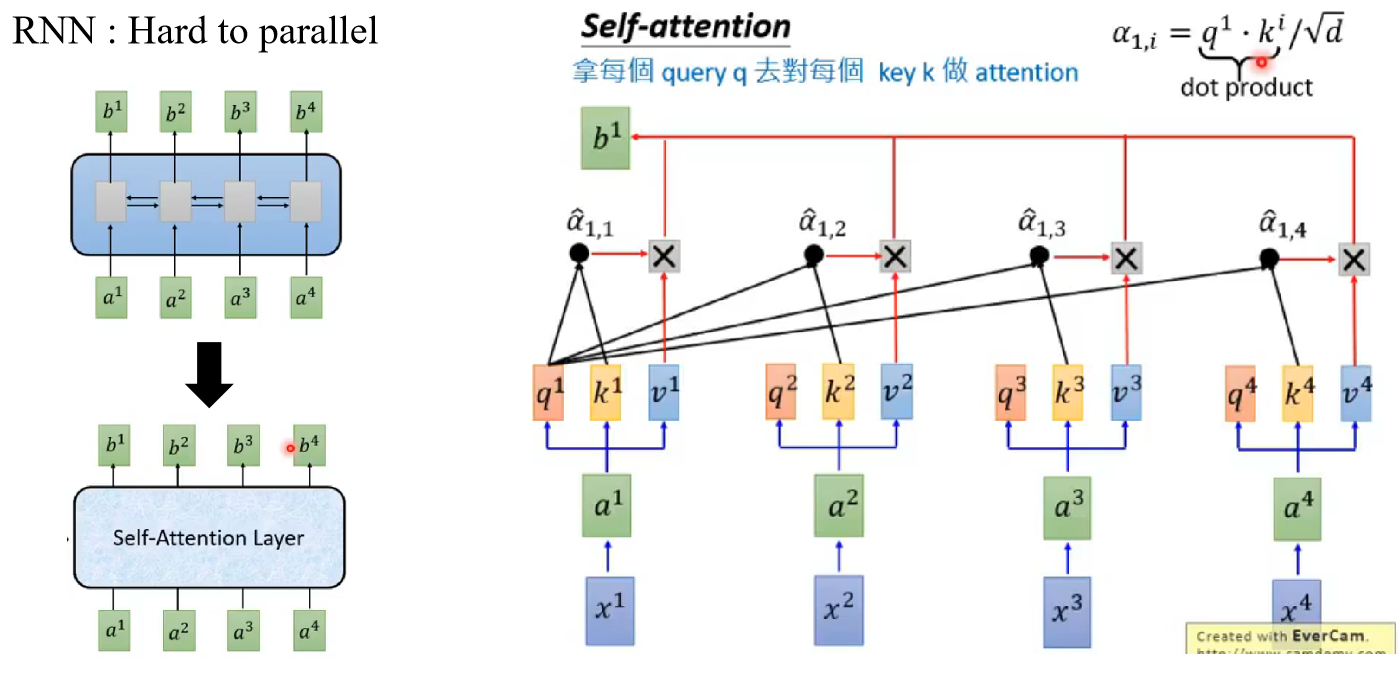 RNN : Hard to parallel
b¹ b² b³ b⁴
a¹ a² a³ a⁴
b¹ b² b³ b⁴
Self-Attention Layer
a¹ a² a³ a⁴
Self-attention
拿每個 query q 去對每個 key k 做 attention
α₁,ᵢ = q¹ · kⁱ/√d
dot product
b¹
α̂₁,₁ α̂₁,₂ α̂₁,₃ α̂₁,₄
q¹ k¹ v¹ q² k² v² q³ k³ v³ q⁴ k⁴ v⁴
a¹ a² a³ a⁴
x¹ x² x³ x⁴
Created with EverCam.